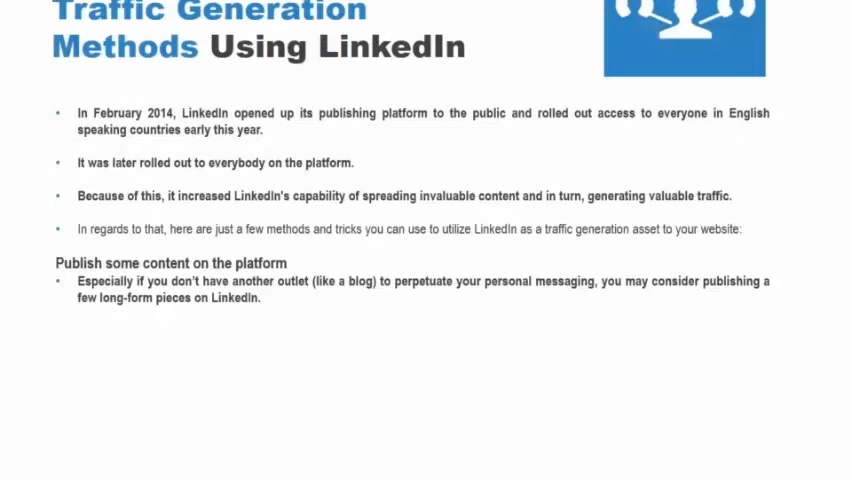 Traffic Generation
Methods Using LinkedIn
• In February 2014, LinkedIn opened up its publishing platform to the public and rolled out access to everyone in English
speaking countries early this year.
• It was later rolled out to everybody on the platform.
• Because of this, it increased LinkedIn's capability of spreading invaluable content and in turn, generating valuable traffic.
• In regards to that, here are just a few methods and tricks you can use to utilize LinkedIn as a traffic generation asset to your website:
Publish some content on the platform
• Especially if you don't have another outlet (like a blog) to perpetuate your personal messaging, you may consider publishing a
few long-form pieces on LinkedIn.